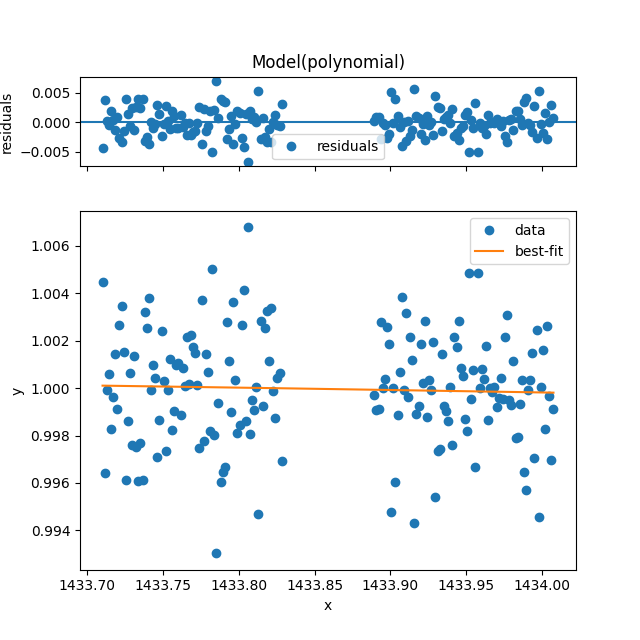 Model(polynomial)
residuals
0.005
0.000
−0.005
residuals
y
1.006
1.004
1.002
1.000
0.998
0.996
0.994
data
best-fit
1433.70 1433.75 1433.80 1433.85 1433.90 1433.95 1434.00
x